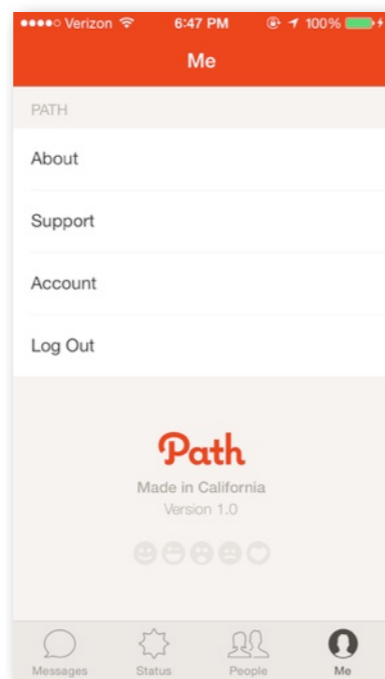 Verizon 6:47 PM 100%
Me
PATH
About
Support
Account
Log Out
Path
Made in California
Version 1.0
Messages Status People Me